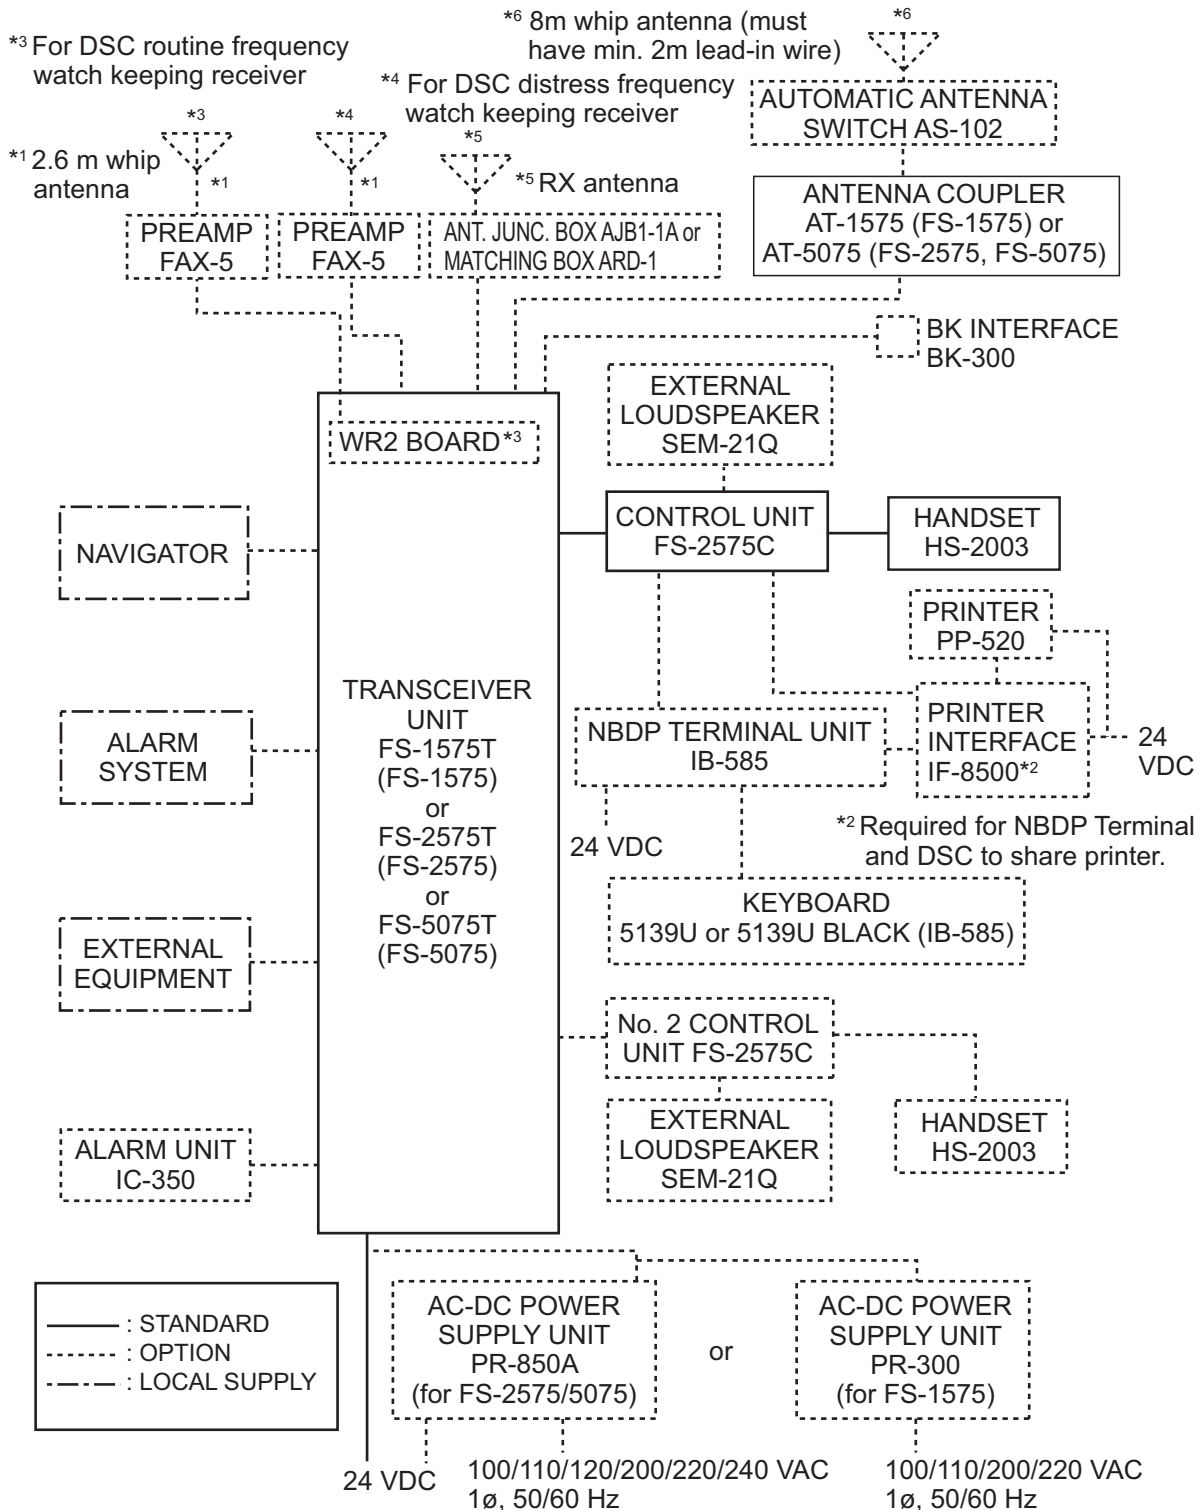 *6 8m whip antenna (must
have min. 2m lead-in wire)
*6
*3 For DSC routine frequency
watch keeping receiver
*4 For DSC distress frequency
watch keeping receiver
*3
*4
*5
*1 2.6 m whip
antenna
*1
*1
*5 RX antenna
AUTOMATIC ANTENNA
SWITCH AS-102
PREAMP
FAX-5
PREAMP
FAX-5
ANT. JUNC. BOX AJB1-1A or
MATCHING BOX ARD-1
ANTENNA COUPLER
AT-1575 (FS-1575) or
AT-5075 (FS-2575, FS-5075)
BK INTERFACE
BK-300
EXTERNAL
LOUDSPEAKER
SEM-21Q
WR2 BOARD*3
CONTROL UNIT
FS-2575C
HANDSET
HS-2003
NAVIGATOR
PRINTER
PP-520
TRANSCEIVER
UNIT
FS-1575T
(FS-1575)
or
FS-2575T
(FS-2575)
or
FS-5075T
(FS-5075)
ALARM
SYSTEM
NBDP TERMINAL UNIT
IB-585
PRINTER
INTERFACE
IF-8500*2
24
VDC
24 VDC
*2 Required for NBDP Terminal
and DSC to share printer.
KEYBOARD
5139U or 5139U BLACK (IB-585)
EXTERNAL
EQUIPMENT
No. 2 CONTROL
UNIT FS-2575C
EXTERNAL
LOUDSPEAKER
SEM-21Q
HANDSET
HS-2003
ALARM UNIT
IC-350
: STANDARD
: OPTION
: LOCAL SUPPLY
AC-DC POWER
SUPPLY UNIT
PR-850A
(for FS-2575/5075)
or
AC-DC POWER
SUPPLY UNIT
PR-300
(for FS-1575)
24 VDC
100/110/120/200/220/240 VAC
1ø, 50/60 Hz
100/110/200/220 VAC
1ø, 50/60 Hz